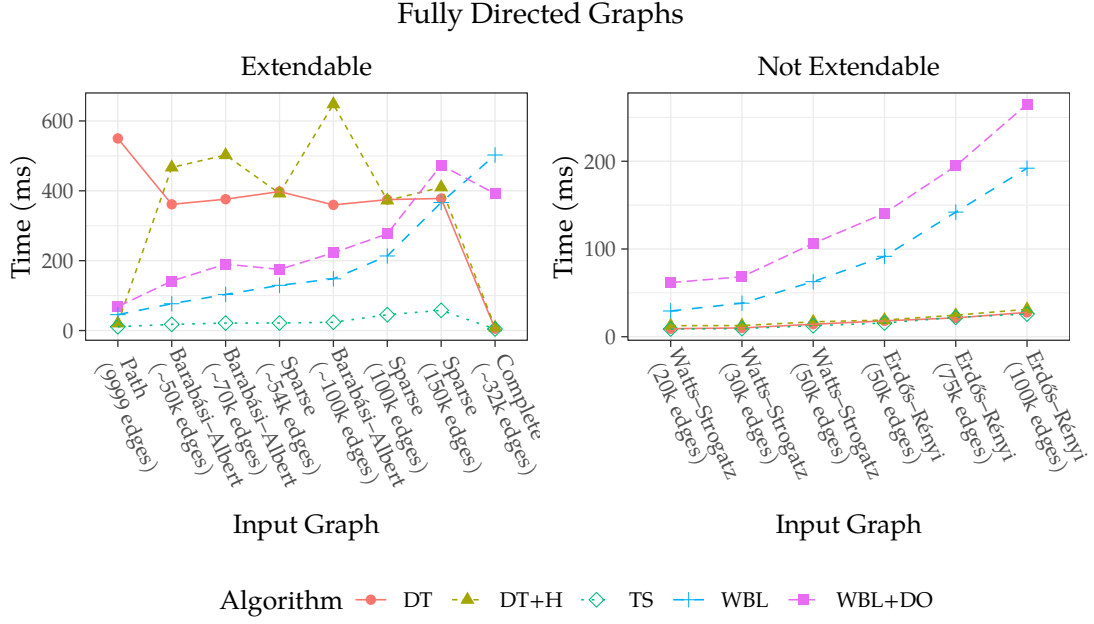 Fully Directed Graphs
Extendable
Time (ms)
600
400
200
0
Path
(9999 edges)
Barabási–Albert
(~50k edges)
Barabási–Albert
(~70k edges)
Sparse
(~54k edges)
Barabási–Albert
(~100k edges)
Sparse
(100k edges)
Sparse
(150k edges)
Complete
(~32k edges)
Input Graph
Not Extendable
Time (ms)
200
100
0
Watts–Strogatz
(20k edges)
Watts–Strogatz
(30k edges)
Watts–Strogatz
(50k edges)
Erdős–Rényi
(50k edges)
Erdős–Rényi
(75k edges)
Erdős–Rényi
(100k edges)
Input Graph
Algorithm DT DT+H TS WBL WBL+DO